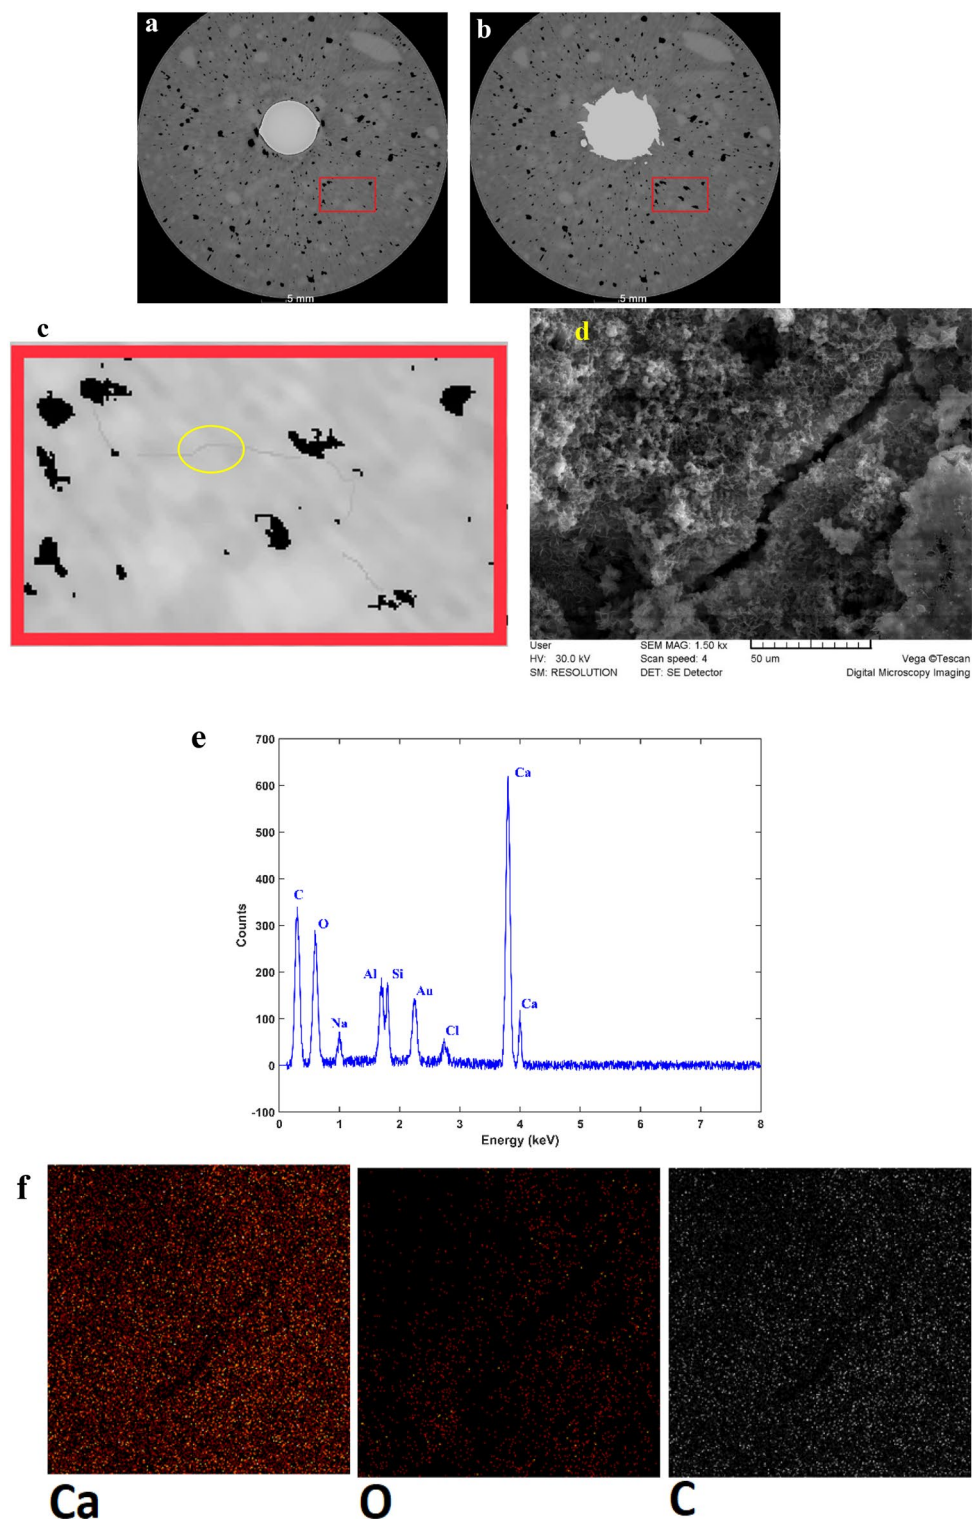 a
b
.5 mm
.5 mm
c
d
User
SEM MAG: 1.50 kx
HV: 30.0 kV
Scan speed: 4
50 um
Vega ©Tescan
SM: RESOLUTION
DET: SE Detector
Digital Microscopy Imaging
e
700
600
500
400
300
200
100
0
-100
Counts
C
O
Na
Al
Si
Au
Cl
Ca
Ca
0
1
2
3
4
5
6
7
8
Energy (keV)
f
Ca
O
C